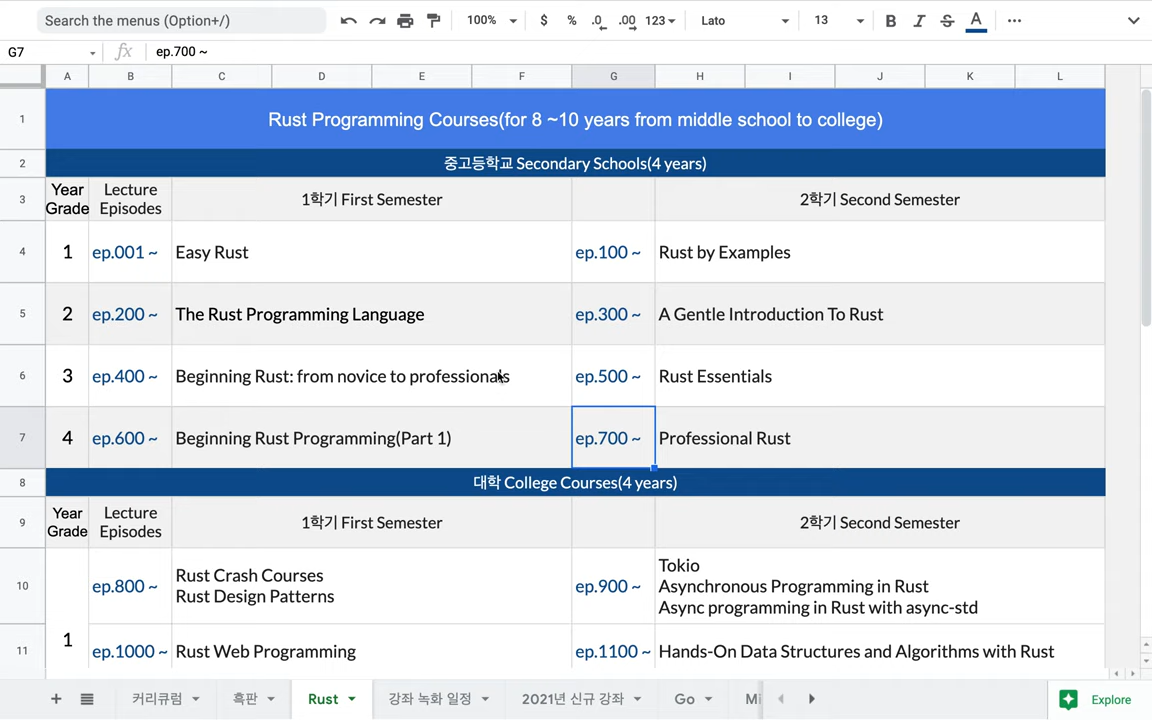 Search the menus (Option+/)
100%
$ % .0 .00 123
Lato
13
B I S A
G7
fx ep.700 ~
A B C D E F G H I J K L
1 Rust Programming Courses(for 8 ~10 years from middle school to college)
2 중고등학교 Secondary Schools(4 years)
3 Year Grade Lecture Episodes 1학기 First Semester 2학기 Second Semester
4 1 ep.001 ~ Easy Rust ep.100 ~ Rust by Examples
5 2 ep.200 ~ The Rust Programming Language ep.300 ~ A Gentle Introduction To Rust
6 3 ep.400 ~ Beginning Rust: from novice to professionals ep.500 ~ Rust Essentials
7 4 ep.600 ~ Beginning Rust Programming(Part 1) ep.700 ~ Professional Rust
8 대학 College Courses(4 years)
9 Year Grade Lecture Episodes 1학기 First Semester 2학기 Second Semester
10 ep.800 ~ Rust Crash Courses
Rust Design Patterns
ep.900 ~ Tokio
Asynchronous Programming in Rust
Async programming in Rust with async-std
11 1 ep.1000 ~ Rust Web Programming ep.1100 ~ Hands-On Data Structures and Algorithms with Rust
커리큘럼 흑판 Rust 강좌 녹화 일정 2021년 신규 강좌 Go Mi
Explore